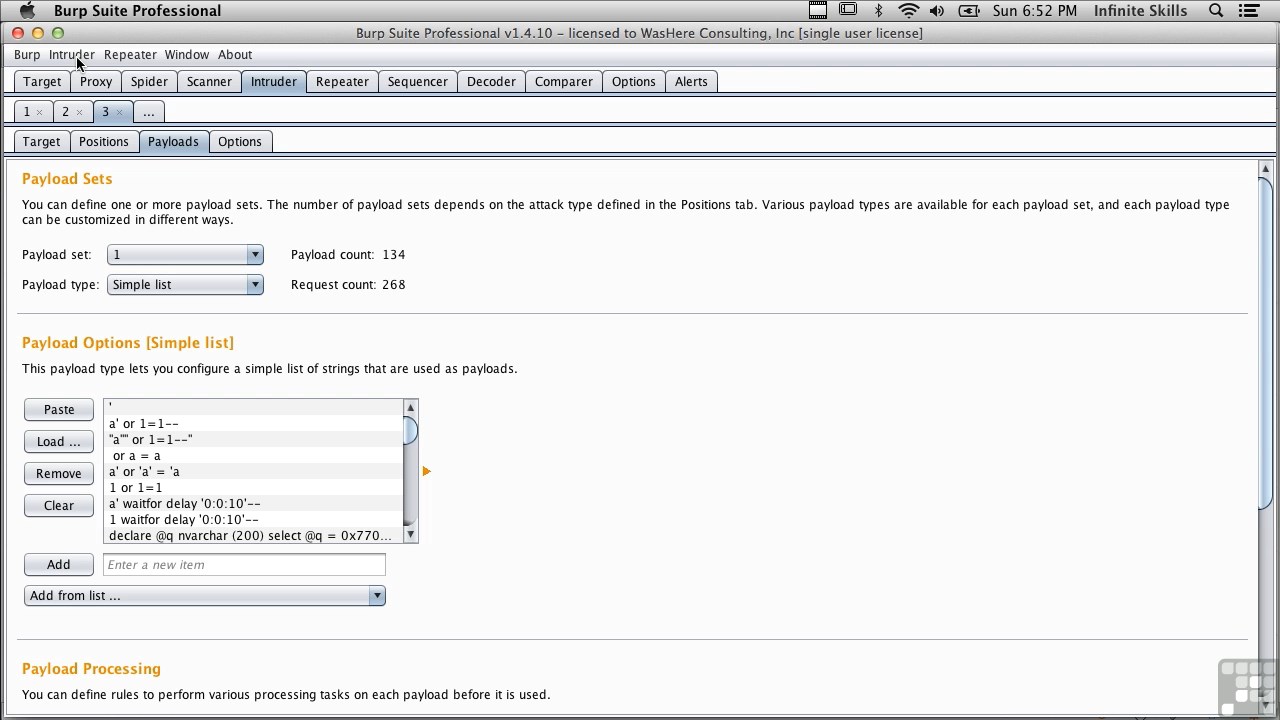 Burp Suite Professional Sun 6:52 PM Infinite Skills
Burp Suite Professional v1.4.10 – licensed to WasHere Consulting, Inc [single user license]
Burp Intruder Repeater Window About
Target Proxy Spider Scanner Intruder Repeater Sequencer Decoder Comparer Options Alerts
1 × 2 × 3 × ...
Target Positions Payloads Options
Payload Sets
You can define one or more payload sets. The number of payload sets depends on the attack type defined in the Positions tab. Various payload types are available for each payload set, and each payload type
can be customized in different ways.
Payload set: 1 Payload count: 134
Payload type: Simple list Request count: 268
Payload Options [Simple list]
This payload type lets you configure a simple list of strings that are used as payloads.
Paste
Load ...
Remove
Clear
'
a' or 1=1--
"a"" or 1=1--"
or a = a
a' or 'a' = 'a
1 or 1=1
a' waitfor delay '0:0:10'--
1 waitfor delay '0:0:10'--
declare @q nvarchar (200) select @q = 0x770...
Add Enter a new item
Add from list ...
Payload Processing
You can define rules to perform various processing tasks on each payload before it is used.